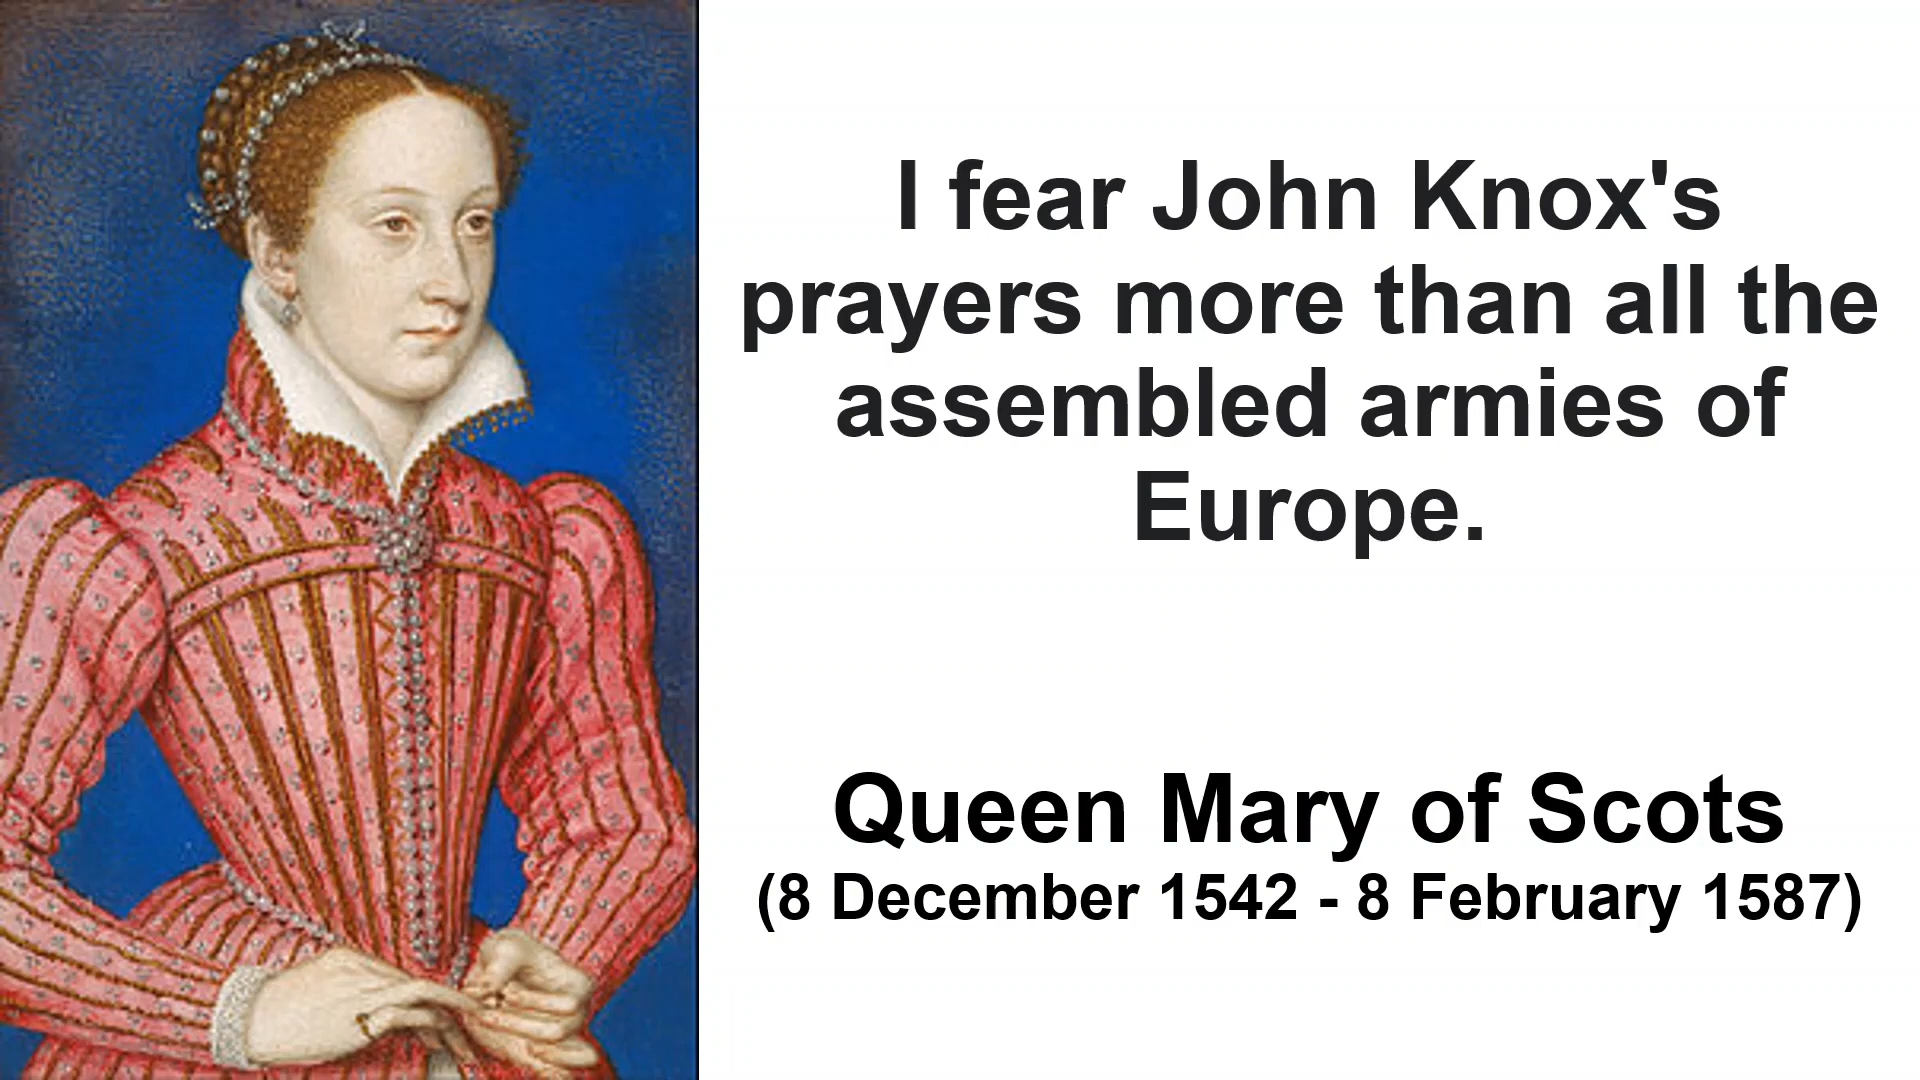 I fear John Knox's
prayers more than all the
assembled armies of
Europe.
Queen Mary of Scots
(8 December 1542 - 8 February 1587)